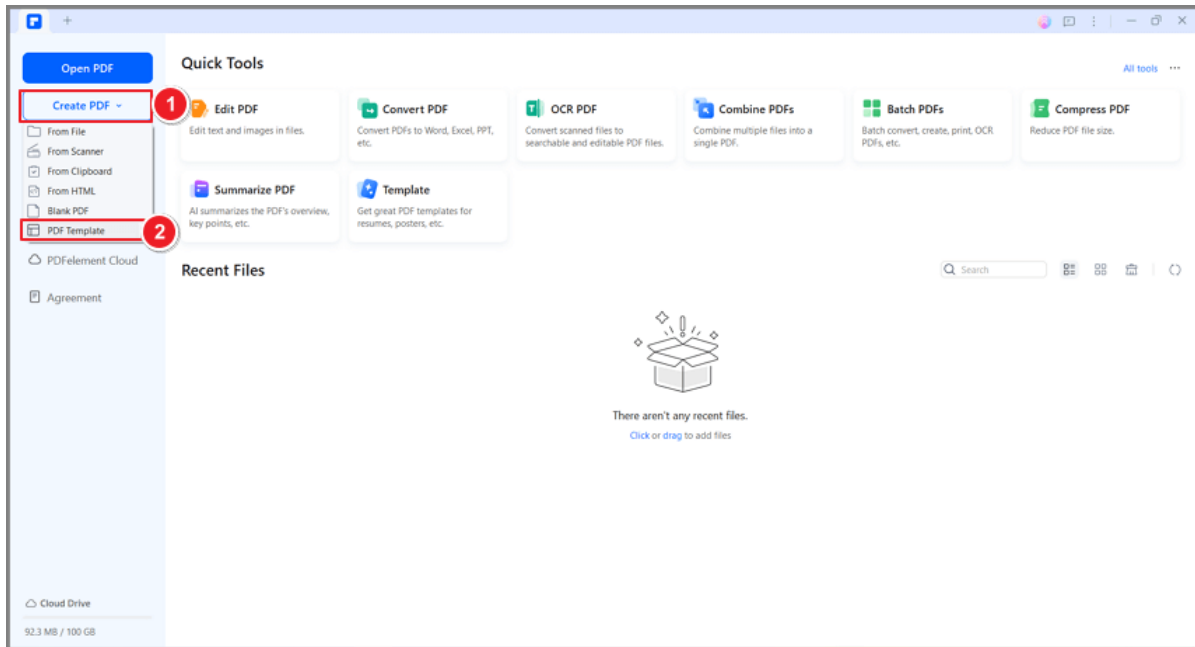 Open PDF
Create PDF
1
From File
From Scanner
From Clipboard
From HTML
Blank PDF
PDF Template
2
PDFelement Cloud
Agreement
Cloud Drive
92.3 MB / 100 GB
Quick Tools
All tools
Edit PDF
Edit text and images in files.
Convert PDF
Convert PDFs to Word, Excel, PPT,
etc.
OCR PDF
Convert scanned files to
searchable and editable PDF files.
Combine PDFs
Combine multiple files into a
single PDF.
Batch PDFs
Batch convert, create, print, OCR
PDFs, etc.
Compress PDF
Reduce PDF file size.
Summarize PDF
AI summarizes the PDF's overview,
key points, etc.
Template
Get great PDF templates for
resumes, posters, etc.
Recent Files
Search
There aren't any recent files.
Click or drag to add files